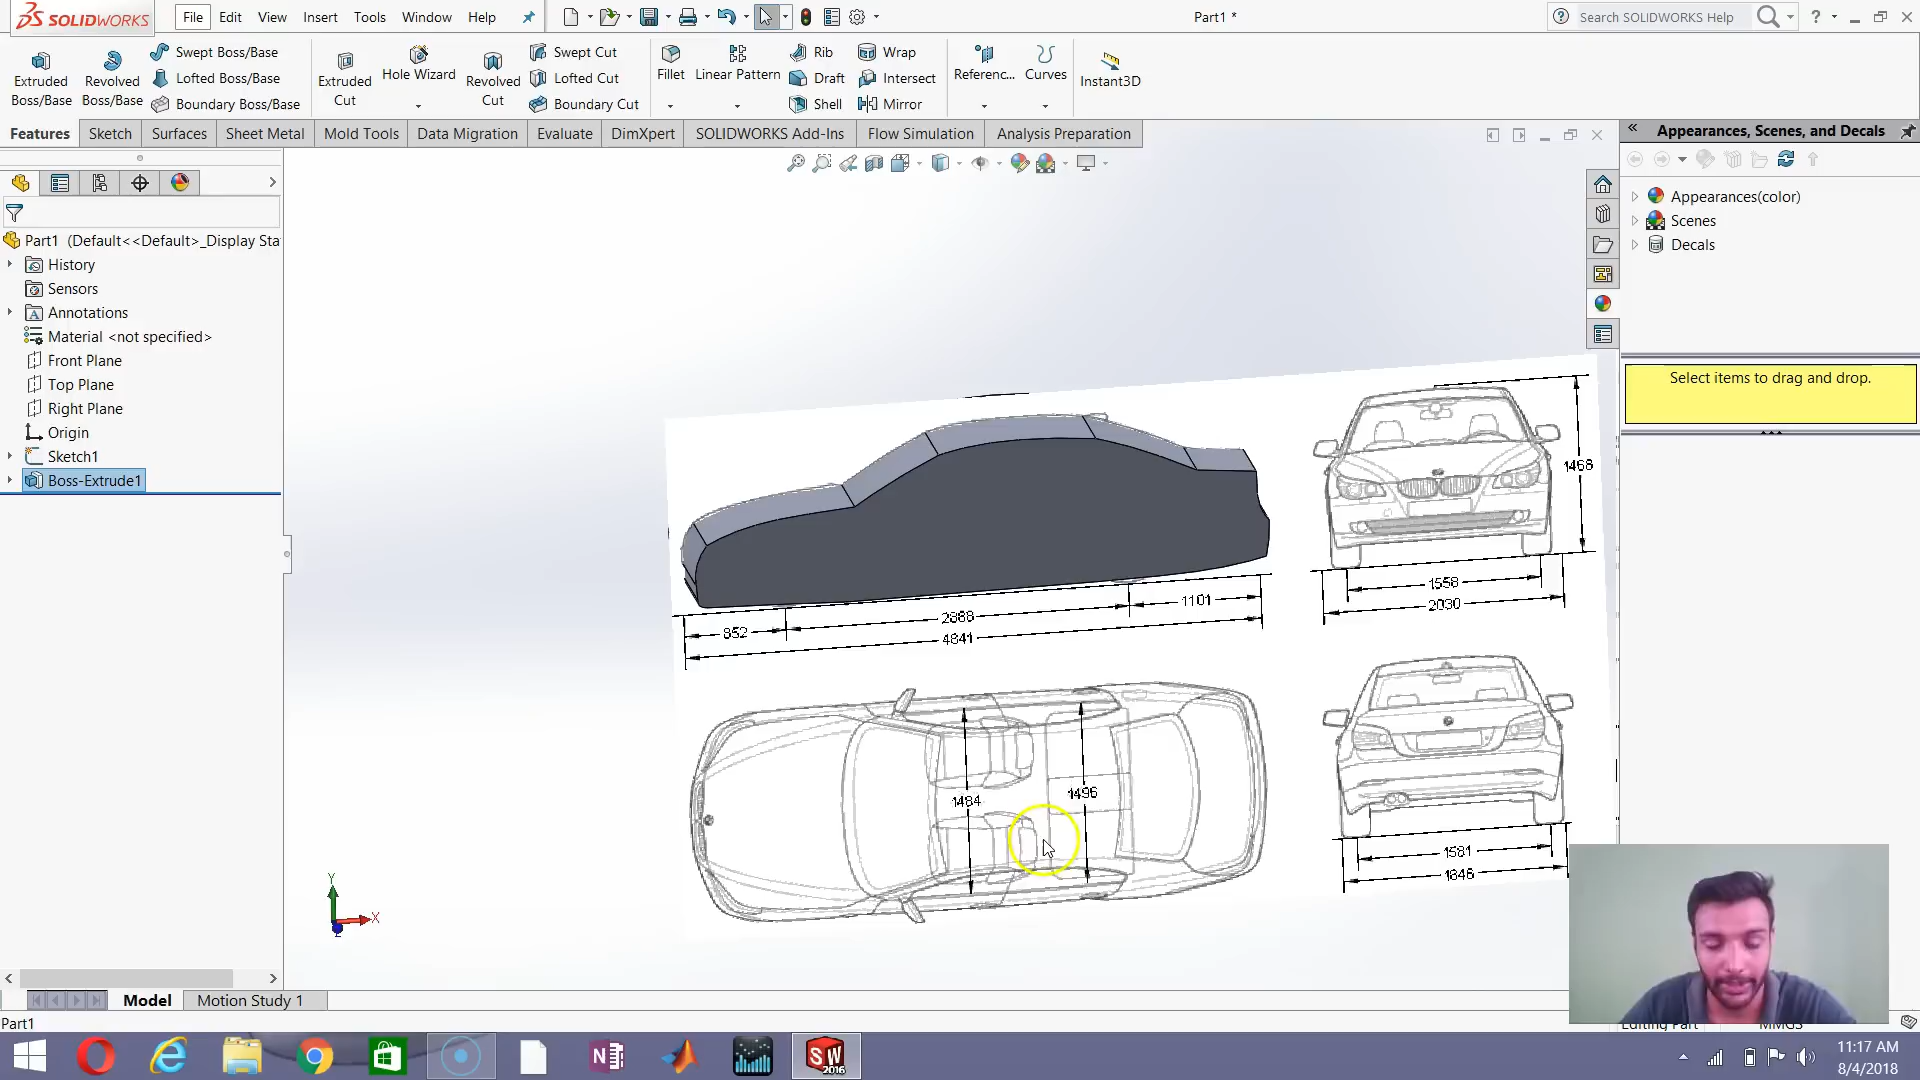 SOLIDWORKS File Edit View Insert Tools Window Help Part1 * Search SOLIDWORKS Help ?
Swept Boss/Base Swept Cut Rib Wrap
Extruded Boss/Base Revolved Boss/Base Lofted Boss/Base Extruded Cut Hole Wizard Revolved Cut Lofted Cut Fillet Linear Pattern Draft Intersect Referenc... Curves Instant3D
Boundary Boss/Base Boundary Cut Shell Mirror
Features Sketch Surfaces Sheet Metal Mold Tools Data Migration Evaluate DimXpert SOLIDWORKS Add-Ins Flow Simulation Analysis Preparation
Appearances, Scenes, and Decals
Appearances(color)
Scenes
Decals
Select items to drag and drop.
Part1 (Default<<Default>_Display Sta
History
Sensors
Annotations
Material <not specified>
Front Plane
Top Plane
Right Plane
Origin
Sketch1
Boss-Extrude1
1468
852 2888 1101
4841
1558
2030
1484 1496
1581
1846
Y
X
Z
Model Motion Study 1
Part1 Editing Part MMGS
SW
2016
11:17 AM
8/4/2018